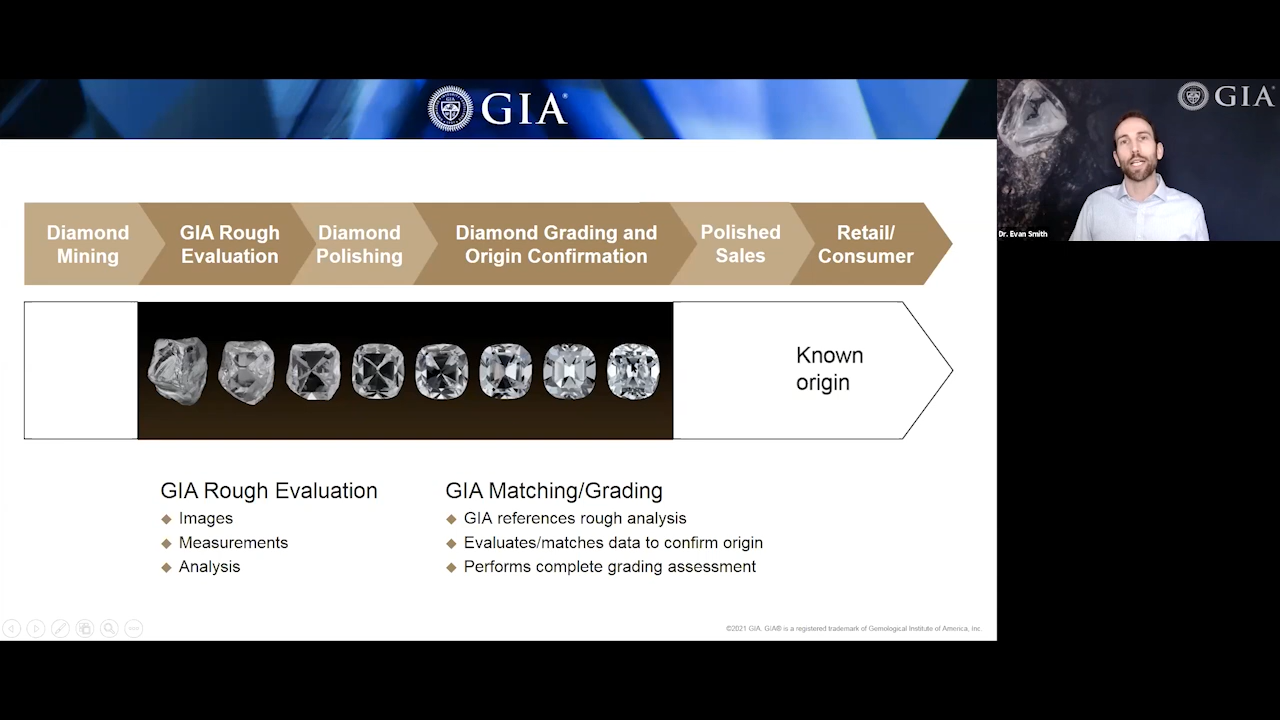 GIA
GIA
Dr. Evan Smith
Diamond
Mining
GIA Rough
Evaluation
Diamond
Polishing
Diamond Grading and
Origin Confirmation
Polished
Sales
Retail/
Consumer
Known
origin
GIA Rough Evaluation
Images
Measurements
Analysis
GIA Matching/Grading
GIA references rough analysis
Evaluates/matches data to confirm origin
Performs complete grading assessment
©2021 GIA. GIA® is a registered trademark of Gemological Institute of America, Inc